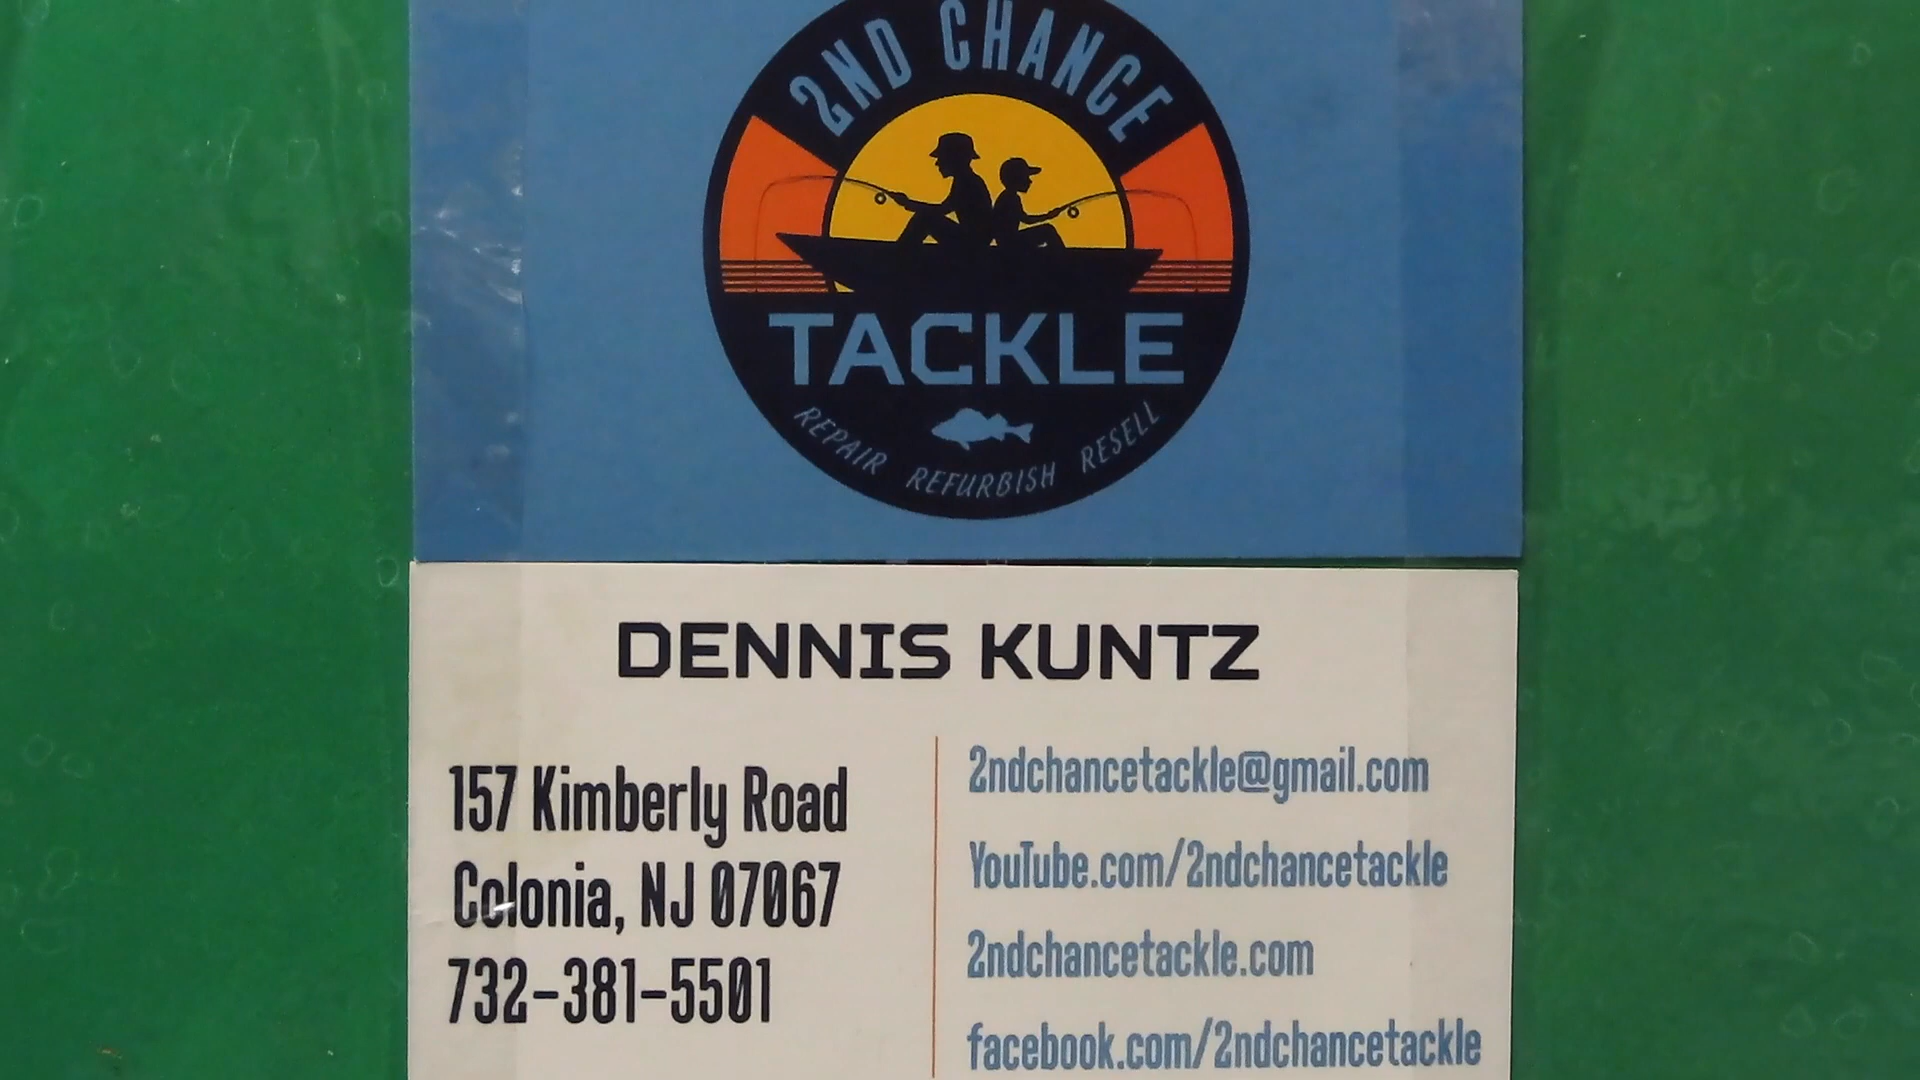 2ND CHANCE
TACKLE
REPAIR REFURBISH RESELL
DENNIS KUNTZ
157 Kimberly Road
Colonia, NJ 07067
732-381-5501
2ndchancetackle@gmail.com
YouTube.com/2ndchancetackle
2ndchancetackle.com
facebook.com/2ndchancetackle